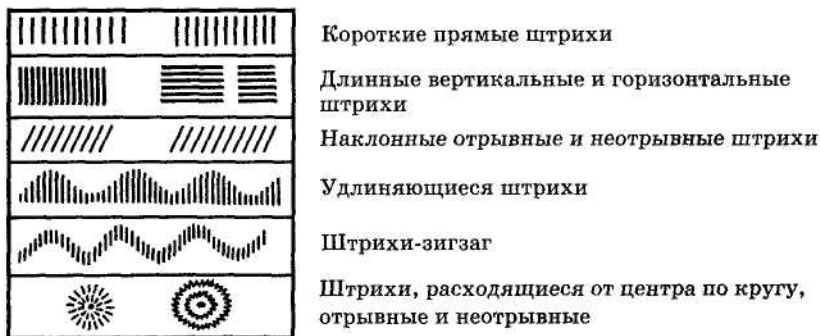 Короткие прямые штрихи
Длинные вертикальные и горизонтальные
штрихи
Наклонные отрывные и неотрывные штрихи
Удлиняющиеся штрихи
Штрихи-зигзаг
Штрихи, расходящиеся от центра по кругу,
отрывные и неотрывные